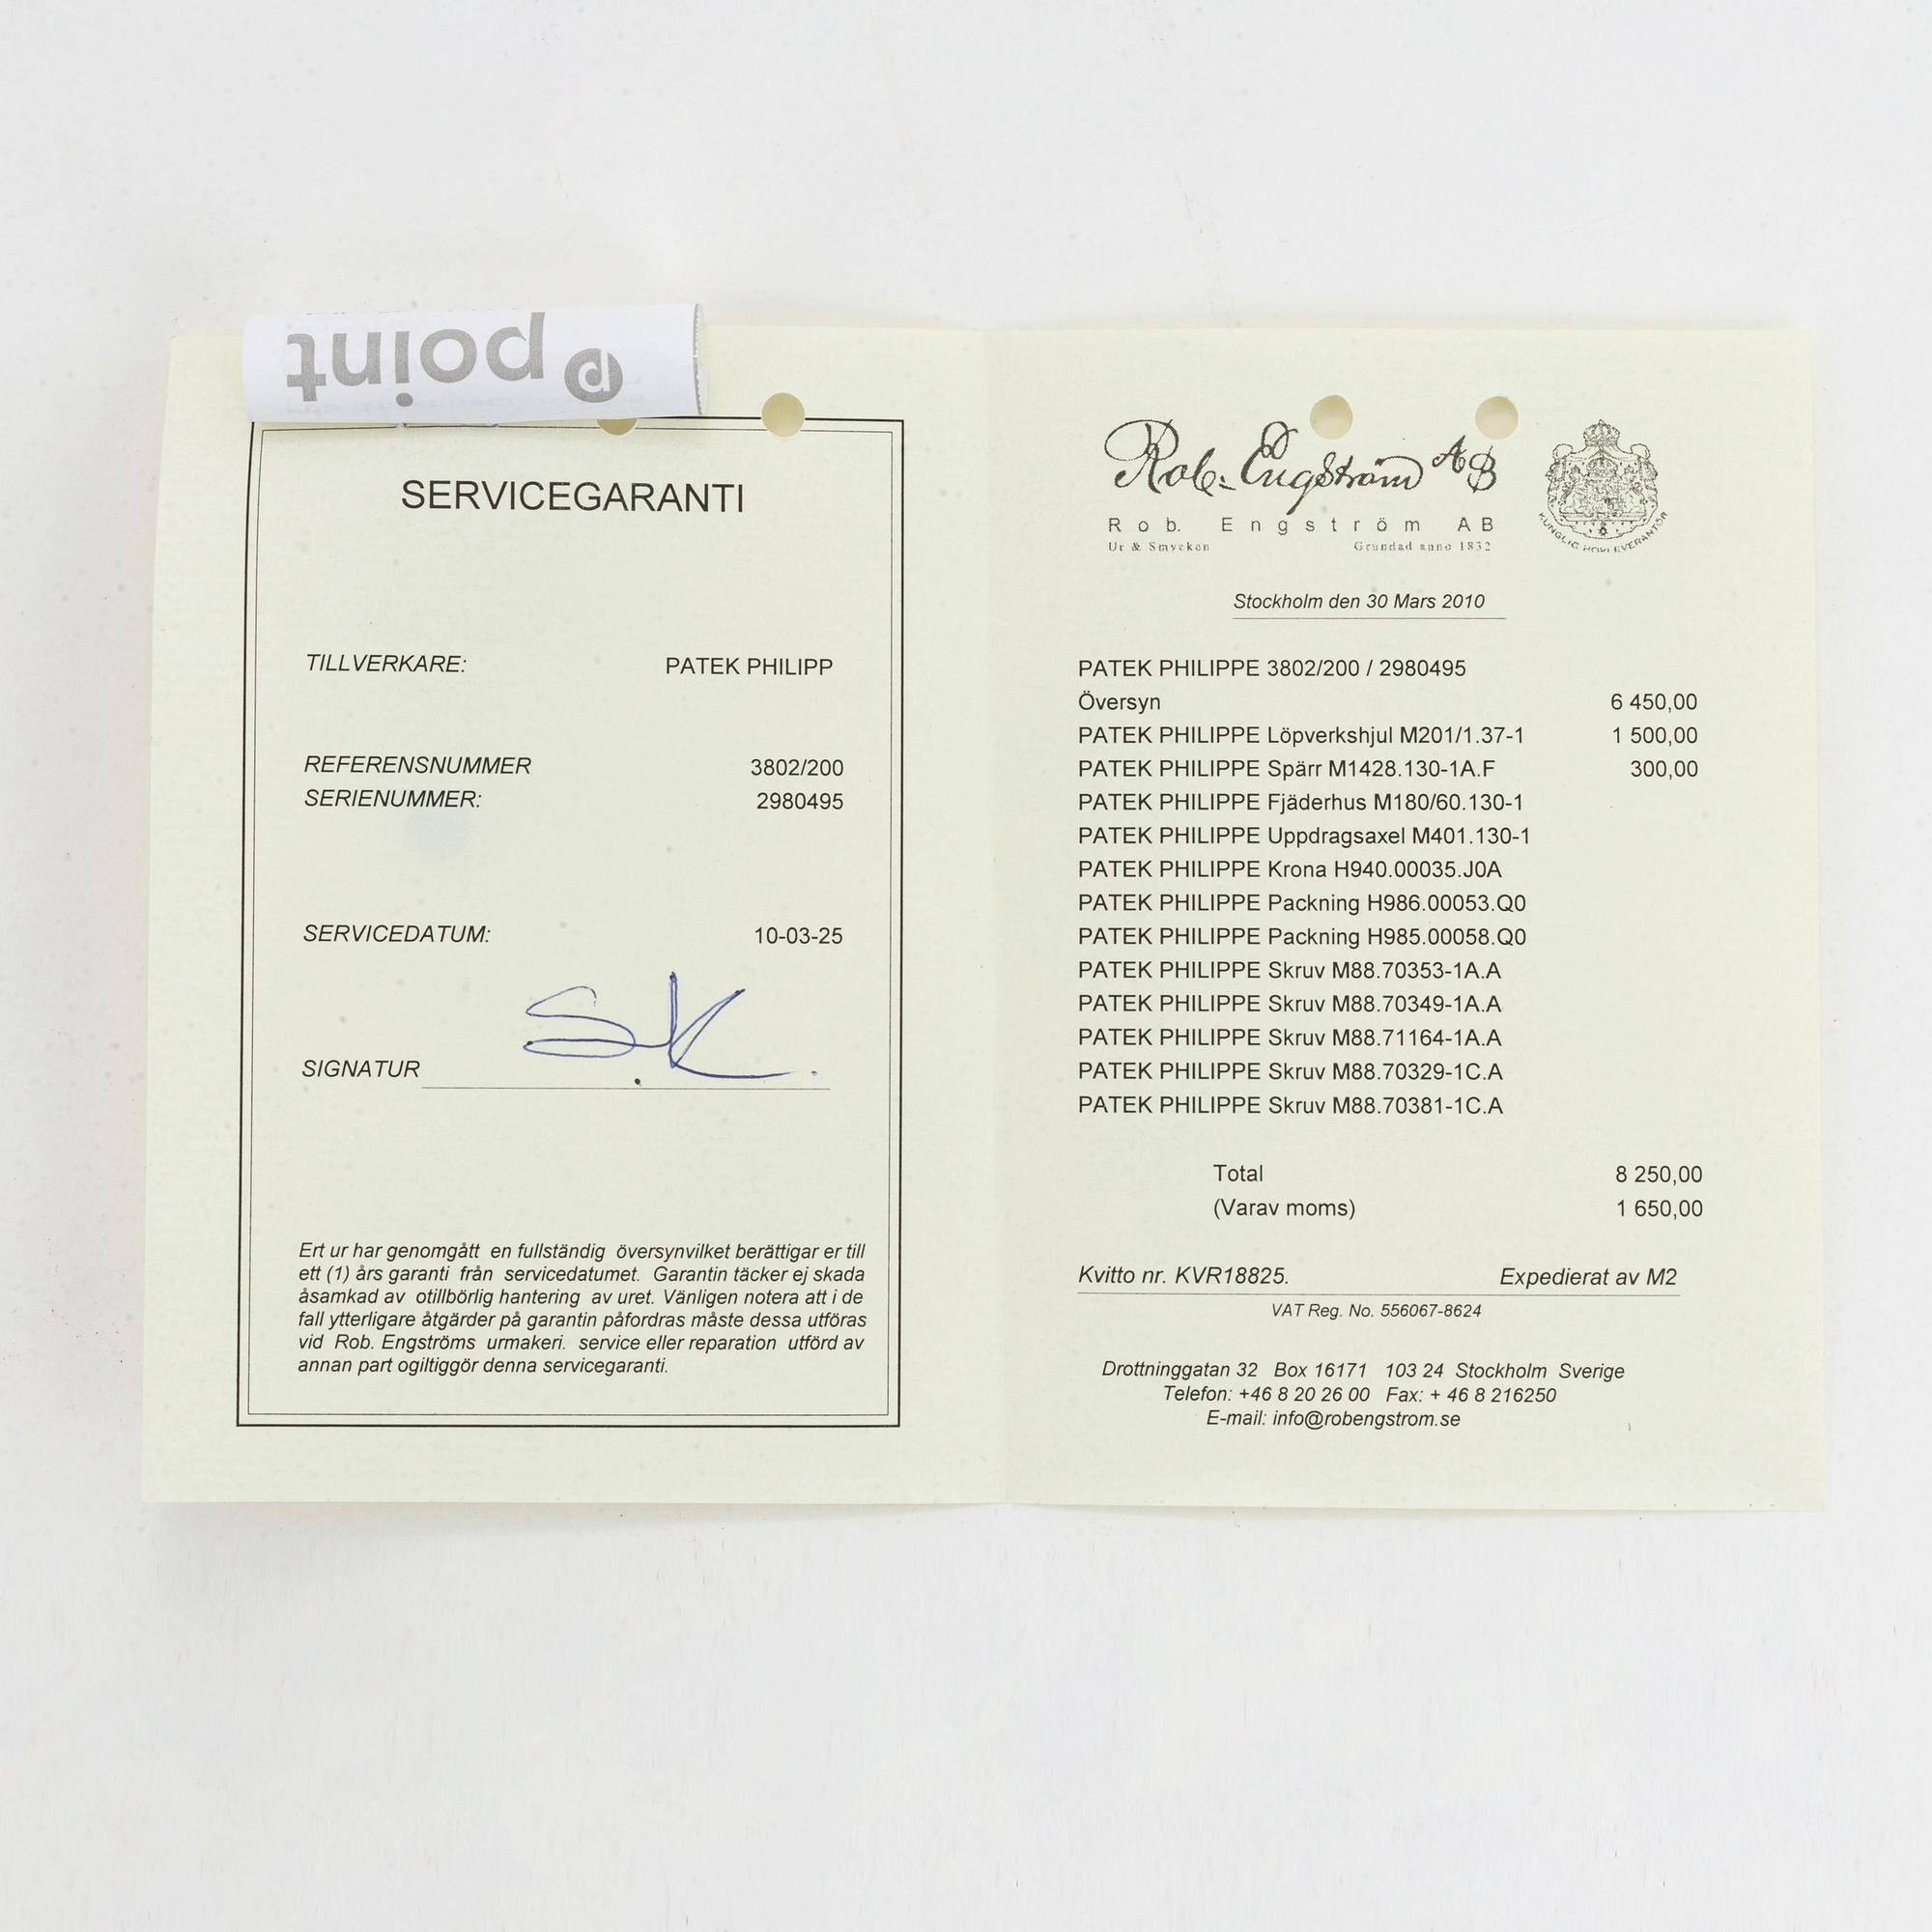 point
SERVICEGARANTI
TILLVERKARE: PATEK PHILIPP
REFERENSNUMMER 3802/200
SERIENUMMER: 2980495
SERVICEDATUM: 10-03-25
S.K.
SIGNATUR
Ert ur har genomgått en fullständig översynvilket berättigar er till
ett (1) års garanti från servicedatumet. Garantin täcker ej skada
åsamkad av otillbörlig hantering av uret. Vänligen notera att i de
fall ytterligare åtgärder på garantin påfordras måste dessa utföras
vid Rob. Engströms urmakeri. service eller reparation utförd av
annan part ogiltiggör denna servicegaranti.
Rob. Engström AB
Rob. Engström AB
Ur & Smycken Grundad anno 1832
KUNGLIG HOVLEVERANTÖR
Stockholm den 30 Mars 2010
PATEK PHILIPPE 3802/200 / 2980495
Översyn 6 450,00
PATEK PHILIPPE Löpverkshjul M201/1.37-1 1 500,00
PATEK PHILIPPE Spärr M1428.130-1A.F 300,00
PATEK PHILIPPE Fjäderhus M180/60.130-1
PATEK PHILIPPE Uppdragsaxel M401.130-1
PATEK PHILIPPE Krona H940.00035.J0A
PATEK PHILIPPE Packning H986.00053.Q0
PATEK PHILIPPE Packning H985.00058.Q0
PATEK PHILIPPE Skruv M88.70353-1A.A
PATEK PHILIPPE Skruv M88.70349-1A.A
PATEK PHILIPPE Skruv M88.71164-1A.A
PATEK PHILIPPE Skruv M88.70329-1C.A
PATEK PHILIPPE Skruv M88.70381-1C.A
Total 8 250,00
(Varav moms) 1 650,00
Kvitto nr. KVR18825. Expedierat av M2
VAT Reg. No. 556067-8624
Drottninggatan 32 Box 16171 103 24 Stockholm Sverige
Telefon: +46 8 20 26 00 Fax: + 46 8 216250
E-mail: info@robengstrom.se